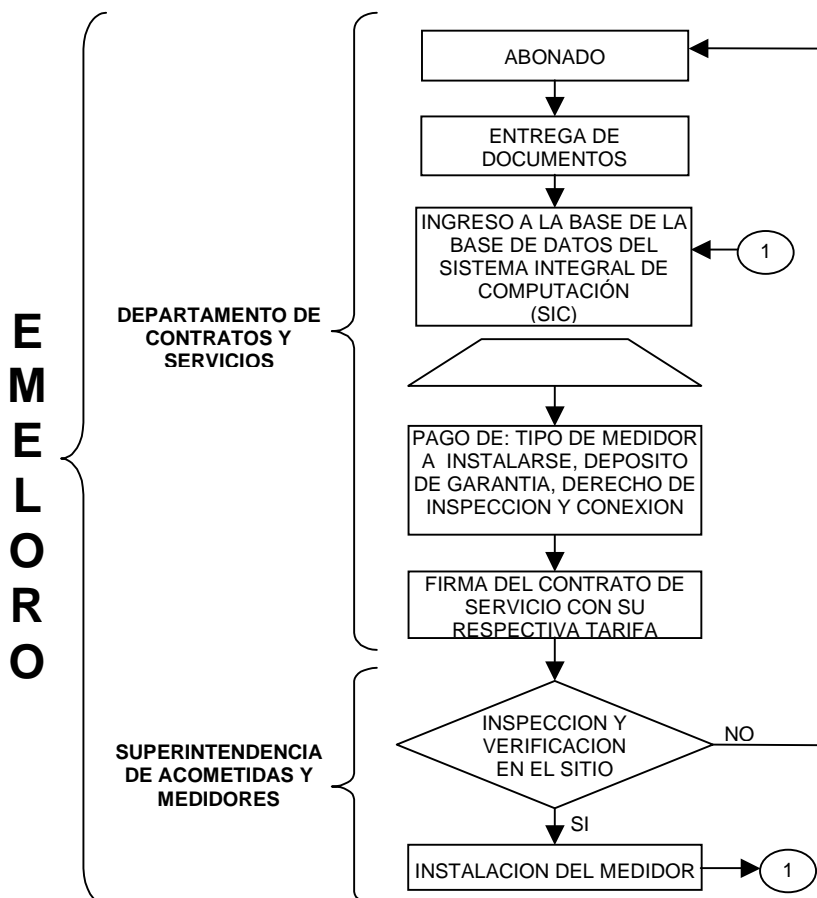 EMELORO
DEPARTAMENTO DE
CONTRATOS Y
SERVICIOS
ABONADO
ENTREGA DE
DOCUMENTOS
INGRESO A LA BASE DE LA
BASE DE DATOS DEL
SISTEMA INTEGRAL DE
COMPUTACIÓN
(SIC)
1
PAGO DE: TIPO DE MEDIDOR
A INSTALARSE, DEPOSITO
DE GARANTIA, DERECHO DE
INSPECCION Y CONEXION
FIRMA DEL CONTRATO DE
SERVICIO CON SU
RESPECTIVA TARIFA
SUPERINTENDENCIA
DE ACOMETIDAS Y
MEDIDORES
INSPECCION Y
VERIFICACION
EN EL SITIO
NO
SI
INSTALACION DEL MEDIDOR
1